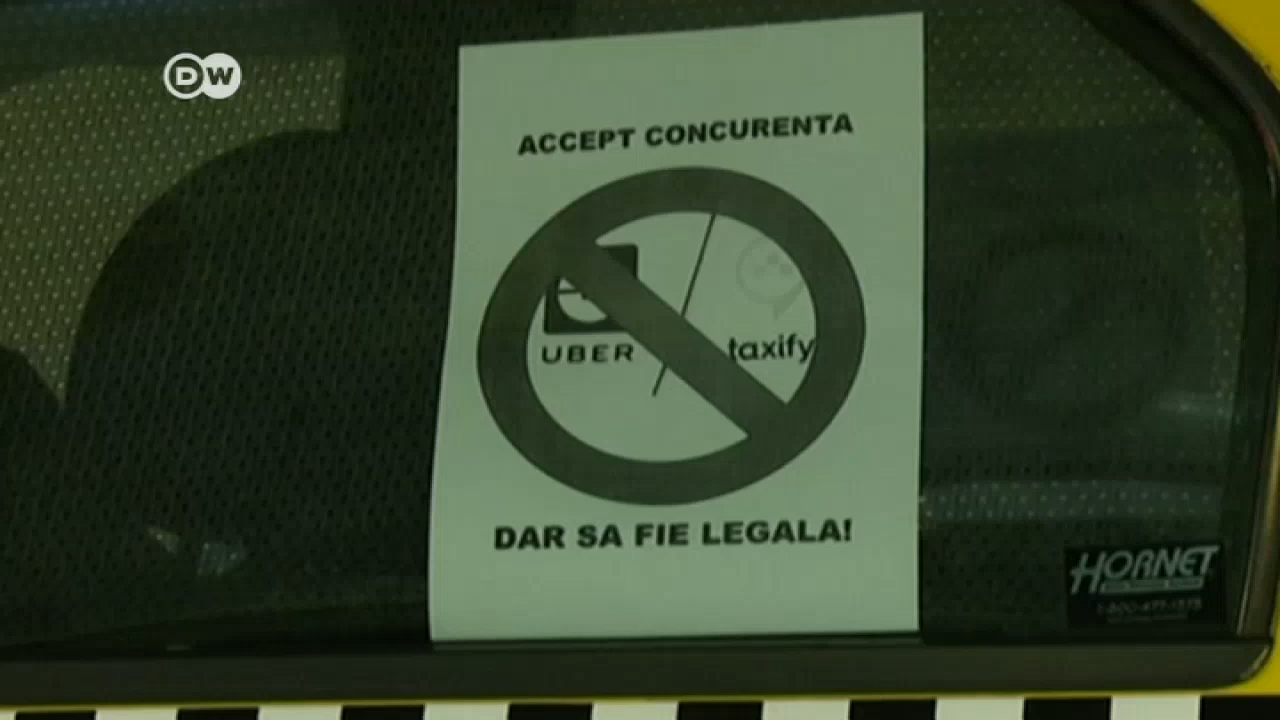 DW
ACCEPT CONCURENTA
UBER
taxify
DAR SA FIE LEGALA!
HORNET